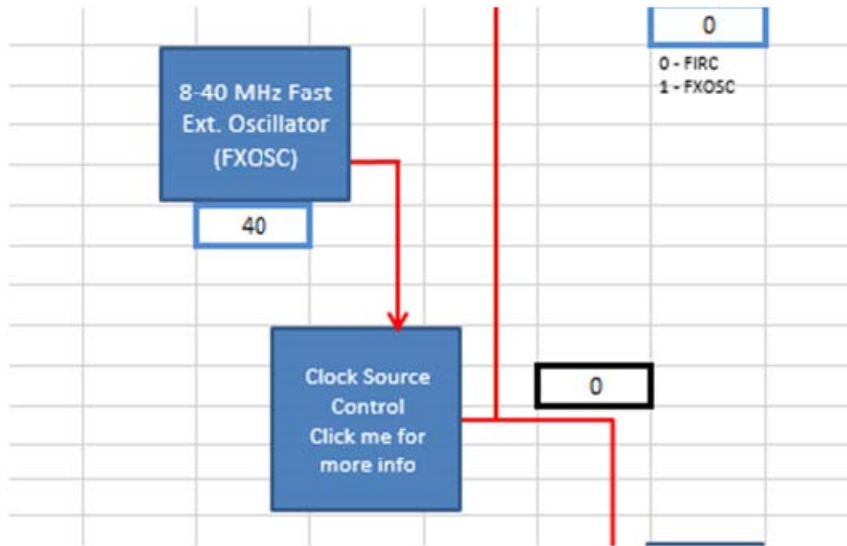 0
0 - FIRC
1 - FXOSC
8-40 MHz Fast
Ext. Oscillator
(FXOSC)
40
Clock Source
Control
Click me for
more info
0